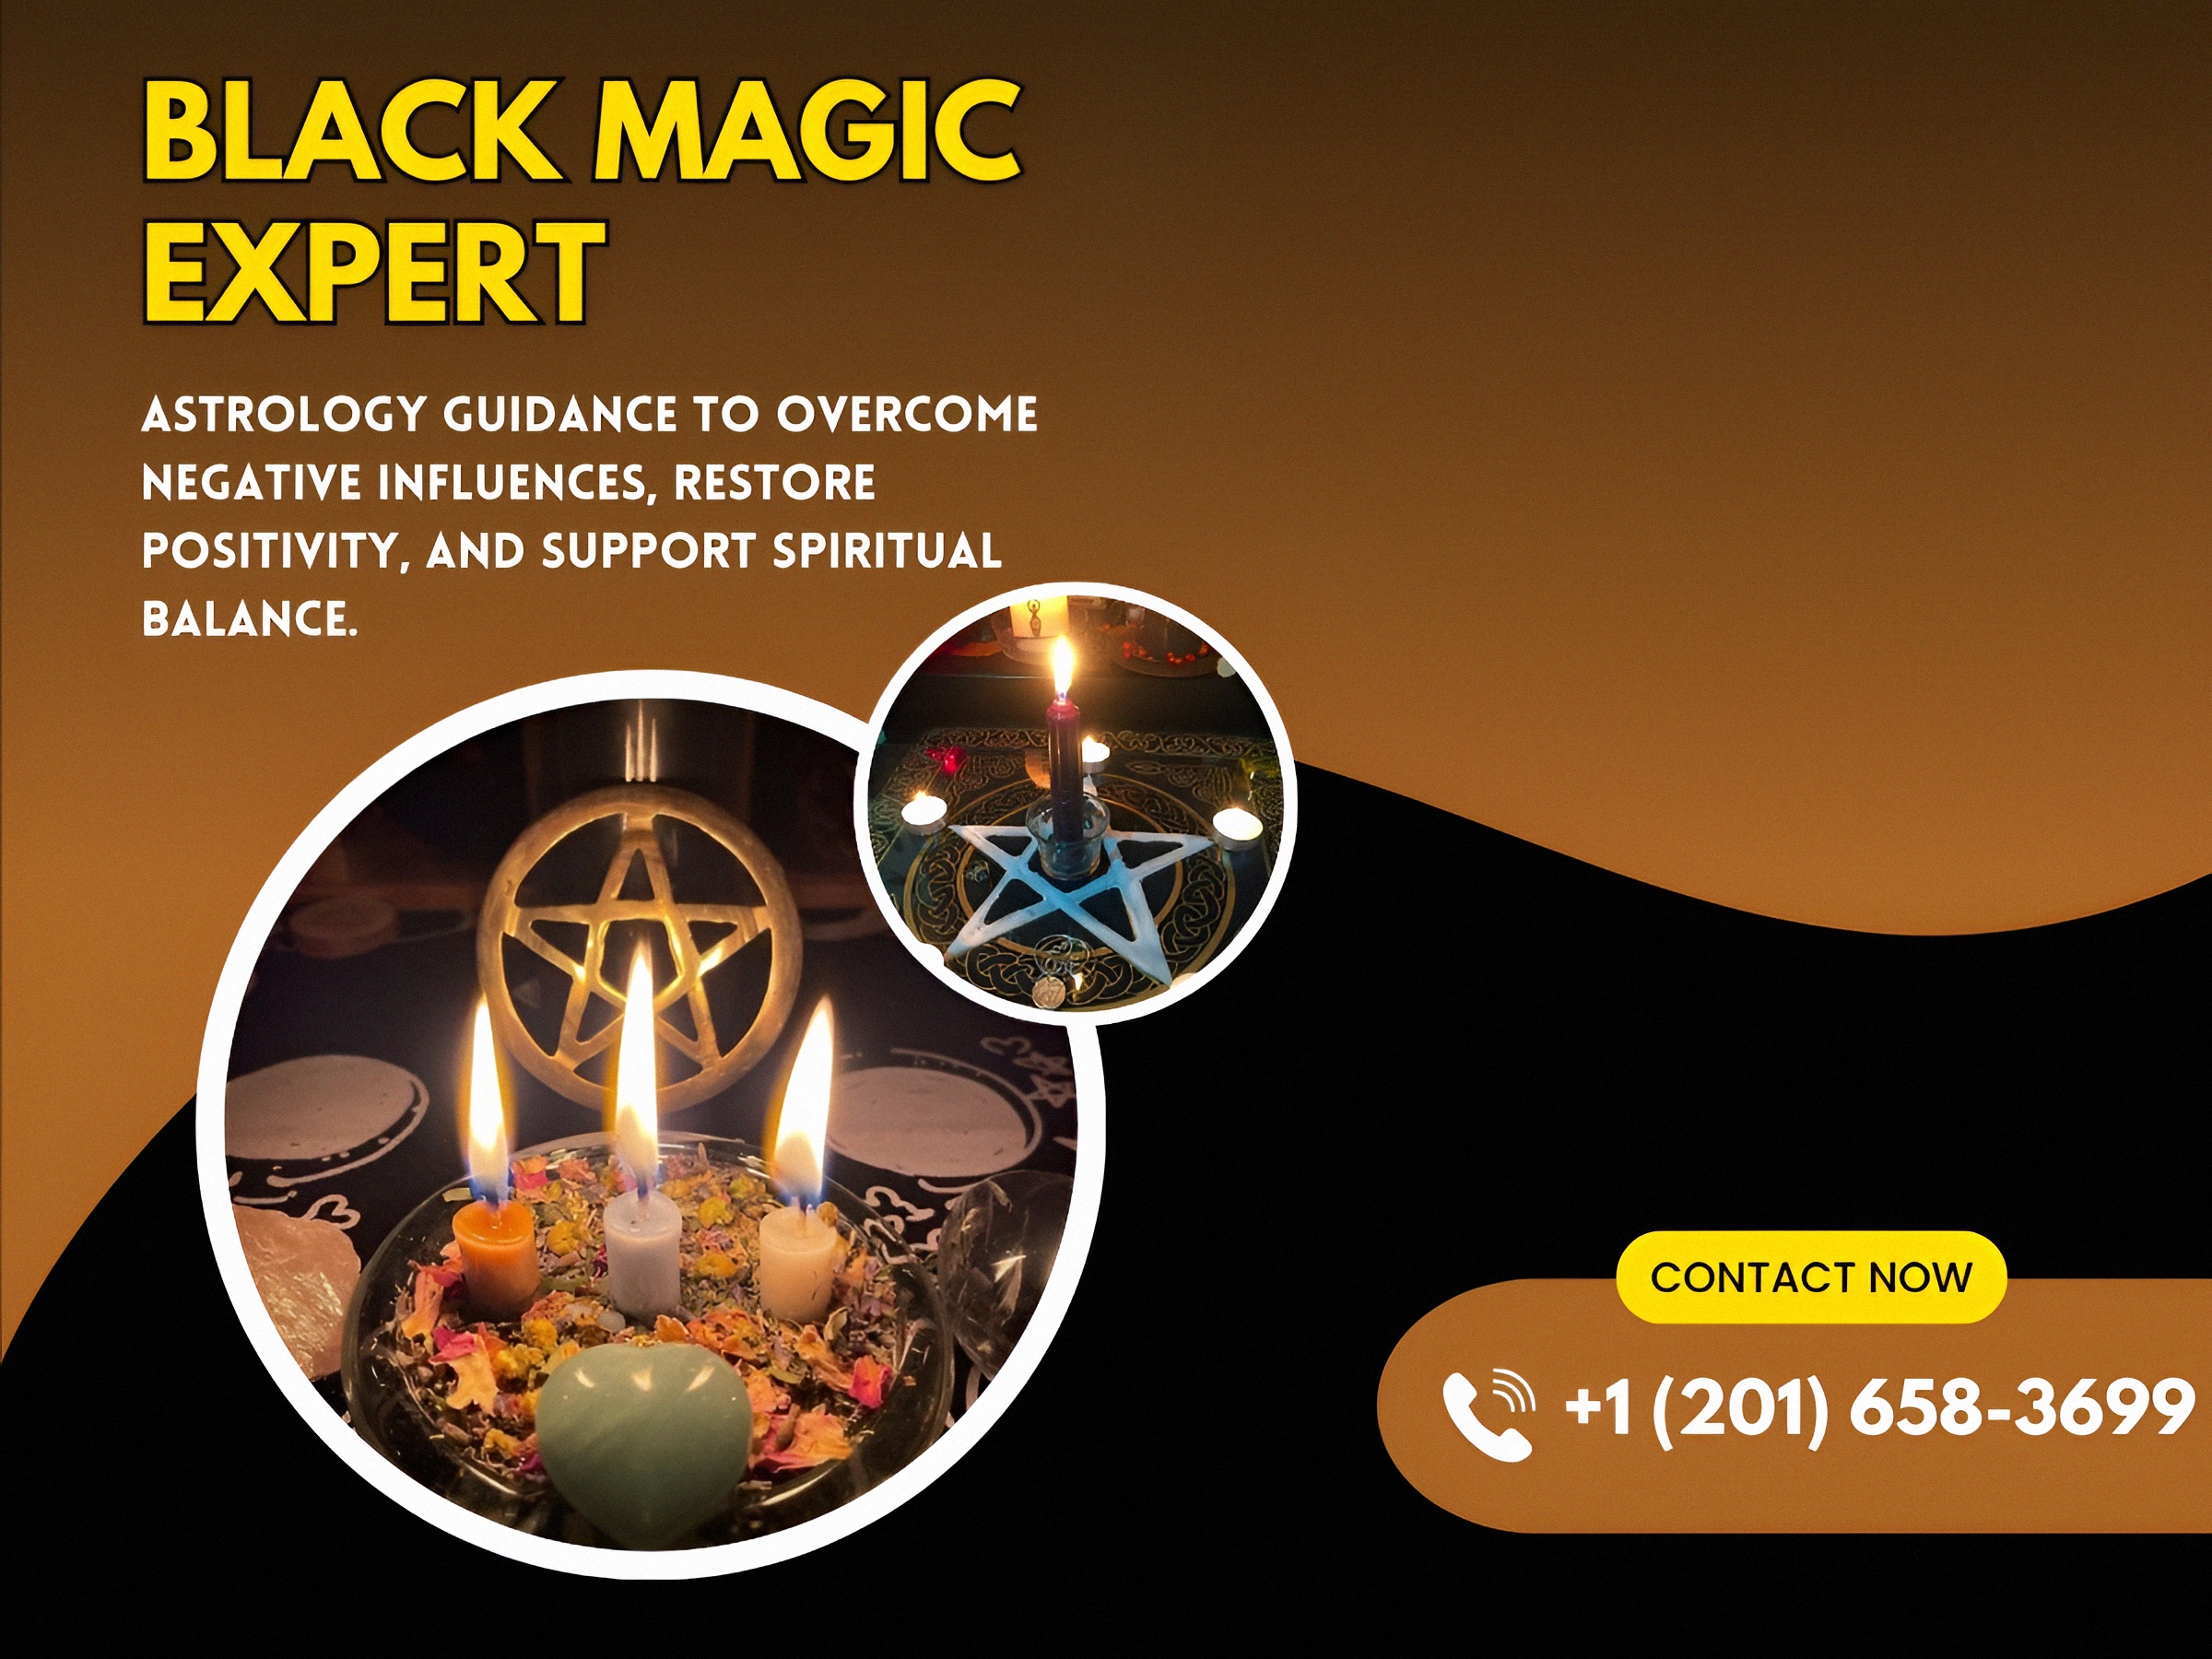 BLACK MAGIC
EXPERT
ASTROLOGY GUIDANCE TO OVERCOME
NEGATIVE INFLUENCES, RESTORE
POSITIVITY, AND SUPPORT SPIRITUAL
BALANCE.
CONTACT NOW
+1 (201) 658-3699